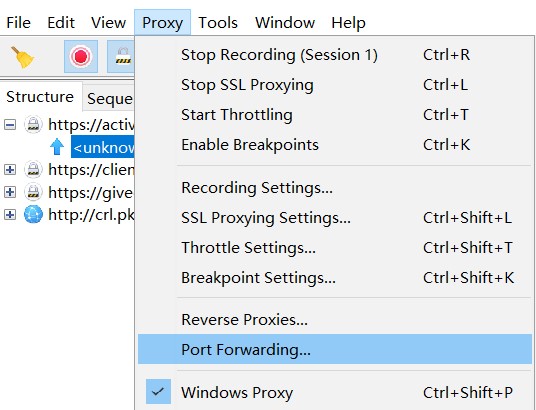 File Edit View Proxy Tools Window Help
Stop Recording (Session 1) Ctrl+R
Stop SSL Proxying Ctrl+L
Start Throttling Ctrl+T
Enable Breakpoints Ctrl+K
Recording Settings...
SSL Proxying Settings... Ctrl+Shift+L
Throttle Settings... Ctrl+Shift+T
Breakpoint Settings... Ctrl+Shift+K
Reverse Proxies...
Port Forwarding...
Windows Proxy Ctrl+Shift+P
Structure Seque
https://activ
<unknow
https://clien
https://give
http://crl.pk